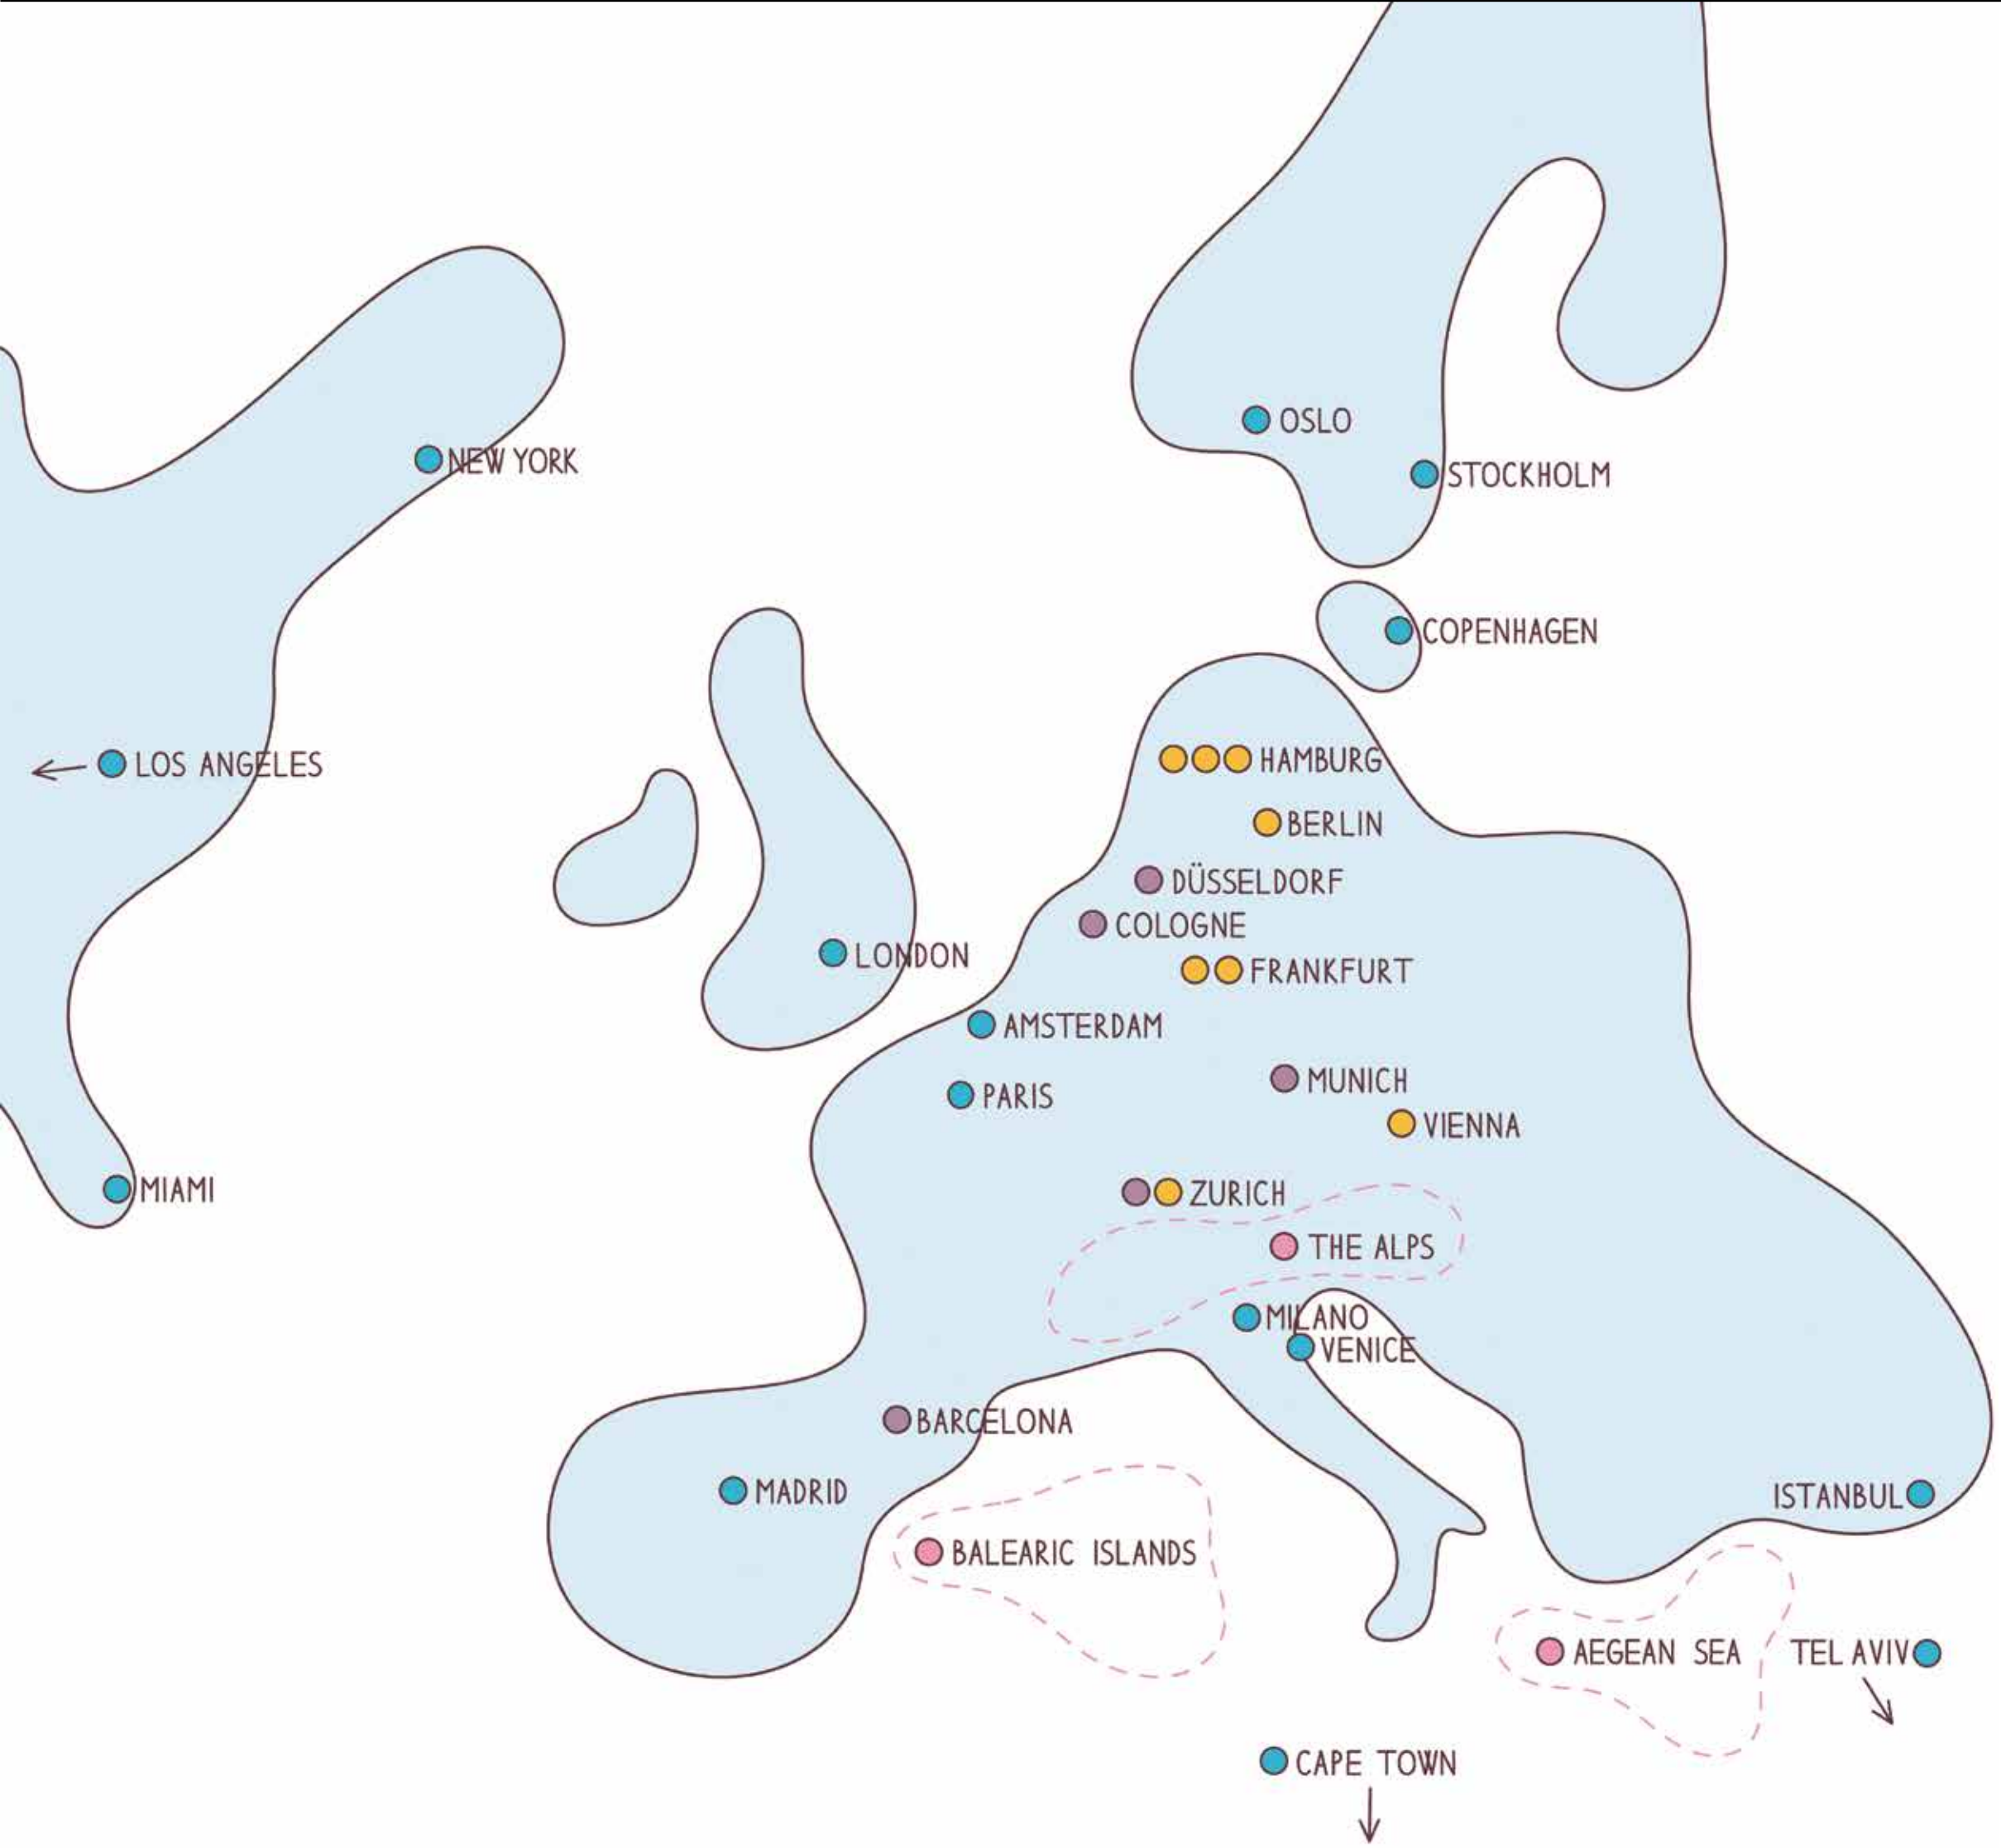 OSLO
NEW YORK
STOCKHOLM
COPENHAGEN
HAMBURG
LOS ANGELES
BERLIN
DÜSSELDORF
COLOGNE
LONDON
FRANKFURT
AMSTERDAM
MUNICH
PARIS
VIENNA
MIAMI
ZURICH
THE ALPS
MILANO
VENICE
BARCELONA
MADRID
ISTANBUL
BALEARIC ISLANDS
AEGEAN SEA
TEL AVIV
CAPE TOWN